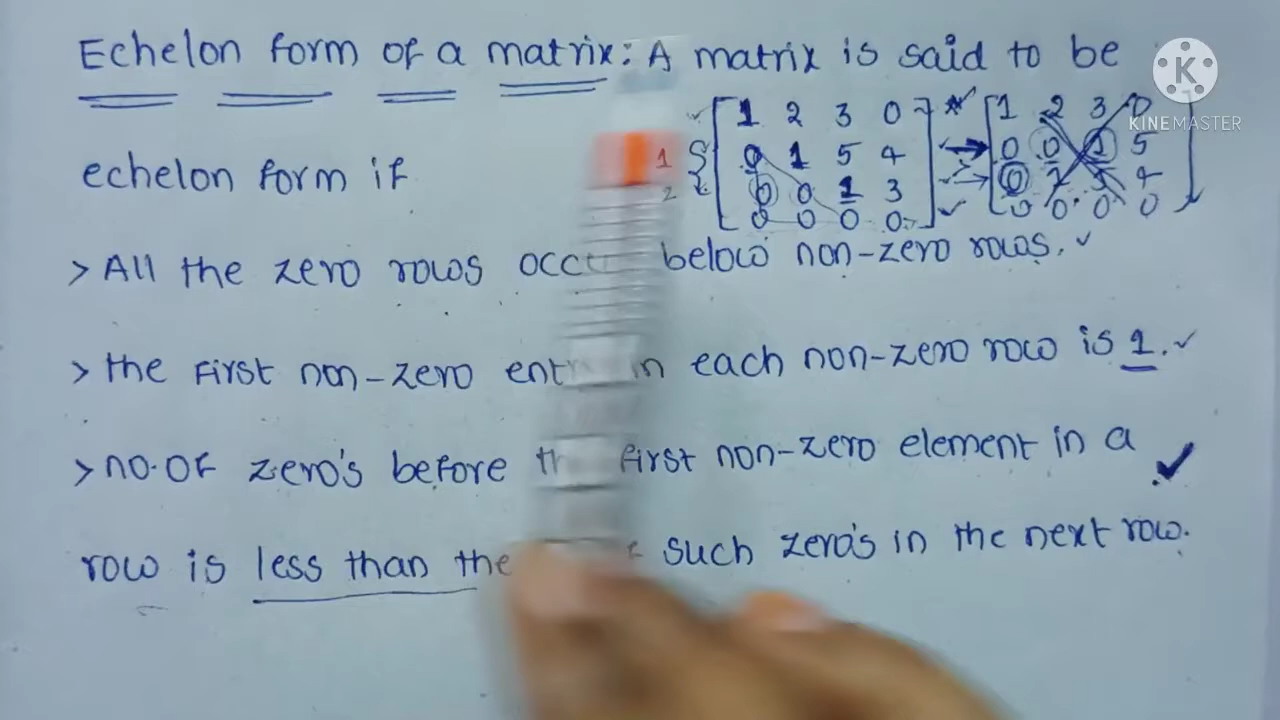 Echelon form of a matrix: A matrix is said to be
K
KINEMASTER
1 2 3 0
0 1 5 4
0 0 1 3
0 0 0 0
1
2
1 2 3 0
0 0 1 5
0 1 5 4
0 0 0 0
echelon form if
> All the zero rows below non-zero rows.
> the First non-zero in each non-zero row is 1.
> no. of zero's before first non-zero element in a
row is less than the such zero's in the next row.